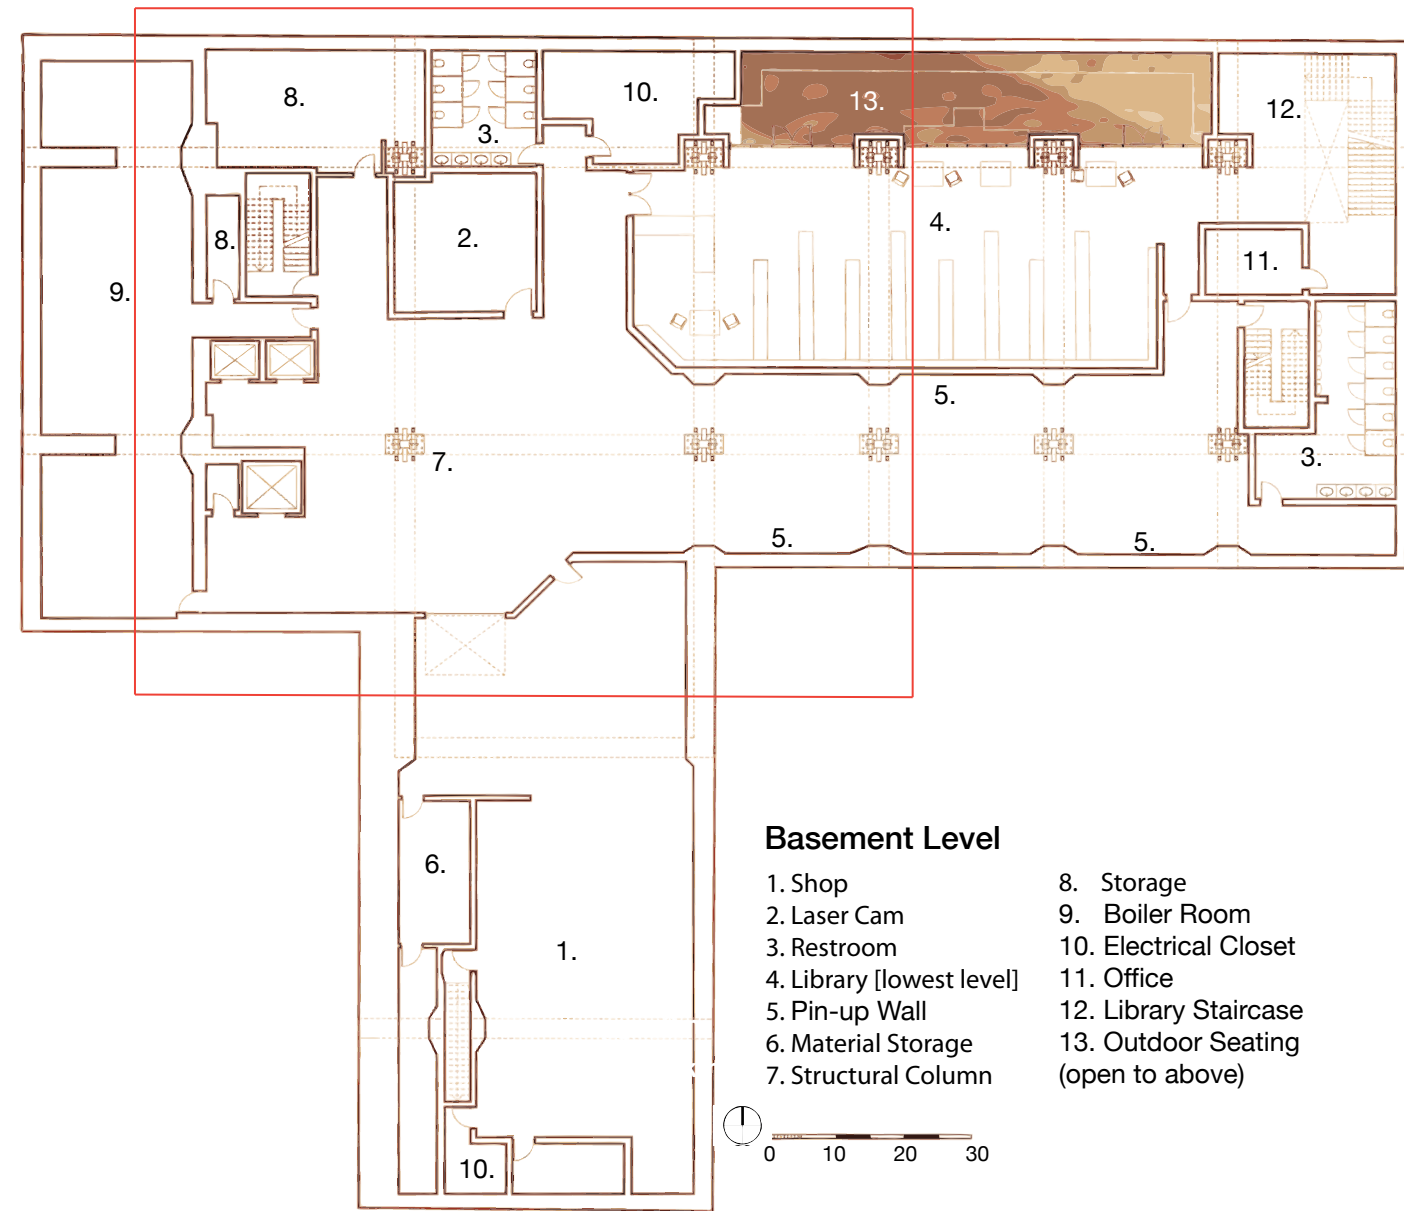 8.
3.
10.
13.
12.
2.
8.
4.
11.
9.
5.
7.
3.
5.
5.
6.
1.
10.
Basement Level
1. Shop
2. Laser Cam
3. Restroom
4. Library [lowest level]
5. Pin-up Wall
6. Material Storage
7. Structural Column
8. Storage
9. Boiler Room
10. Electrical Closet
11. Office
12. Library Staircase
13. Outdoor Seating
(open to above)
0 10 20 30